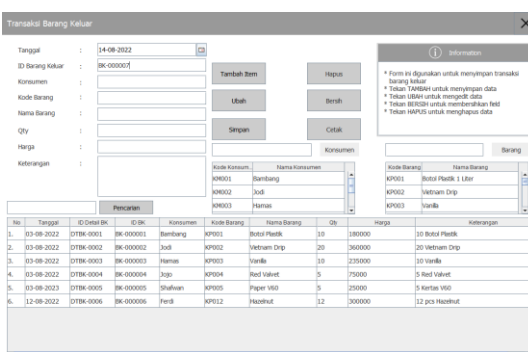 Transaksi Barang Keluar
X
Tanggal : 14-08-2022
ID Barang Keluar : BK-000007
Konsumen :
Kode Barang :
Nama Barang :
Qty :
Harga :
Keterangan :
Tambah Item Hapus
Ubah Bersih
Simpan Cetak
Information
* Form ini digunakan untuk menyimpan transaksi
barang keluar
* Tekan TAMBAH untuk menyimpan data
* Tekan UBAH untuk mengedit data
* Tekan BERSIH untuk membersihkan field
* Tekan HAPUS untuk menghapus data
Konsumen
Barang
Kode Konsum... Nama Konsumen
KM001 Bambang
KM002 Jodi
KM003 Hamas
Kode Barang Nama Barang
KP001 Botol Plastik 1 Liter
KP002 Vietnam Drip
KP003 Vanilla
Pencarian
No Tanggal ID Detail BK ID BK Konsumen Kode Barang Nama Barang Qty Harga Keterangan
1. 03-08-2022 DTBK-0001 BK-000001 Bambang KP001 Botol Plastik 10 180000 10 Botol Plastik
2. 03-08-2022 DTBK-0002 BK-000002 Jodi KP002 Vietnam Drip 20 360000 20 Vietnam Drip
3. 03-08-2022 DTBK-0003 BK-000003 Hamas KP003 Vanilla 10 235000 10 Vanila
4. 03-08-2022 DTBK-0004 BK-000004 Jojo KP004 Red Valvet 5 75000 5 Red Valvet
5. 03-08-2023 DTBK-0005 BK-000005 Shafwan KP005 Paper V60 5 25000 5 Kertas V60
6. 12-08-2022 DTBK-0006 BK-000006 Ferdi KP012 Hazelnut 12 300000 12 pcs Hazelnut